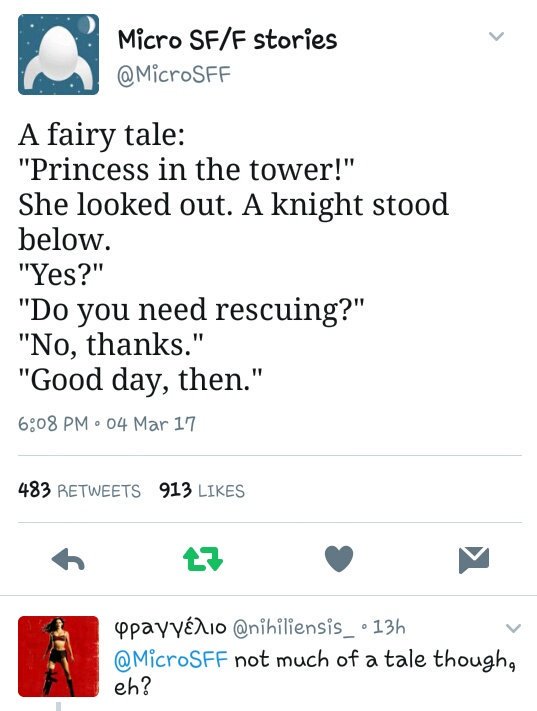 Micro SF/F stories
@MicroSFF
A fairy tale:
"Princess in the tower!"
She looked out. A knight stood
below.
"Yes?"
"Do you need rescuing?"
"No, thanks."
"Good day, then."
6:08 PM • 04 Mar 17
483 RETWEETS 913 LIKES
φραγγέλιο @nihiliensis_ • 13h
@MicroSFF not much of a tale though,
eh?